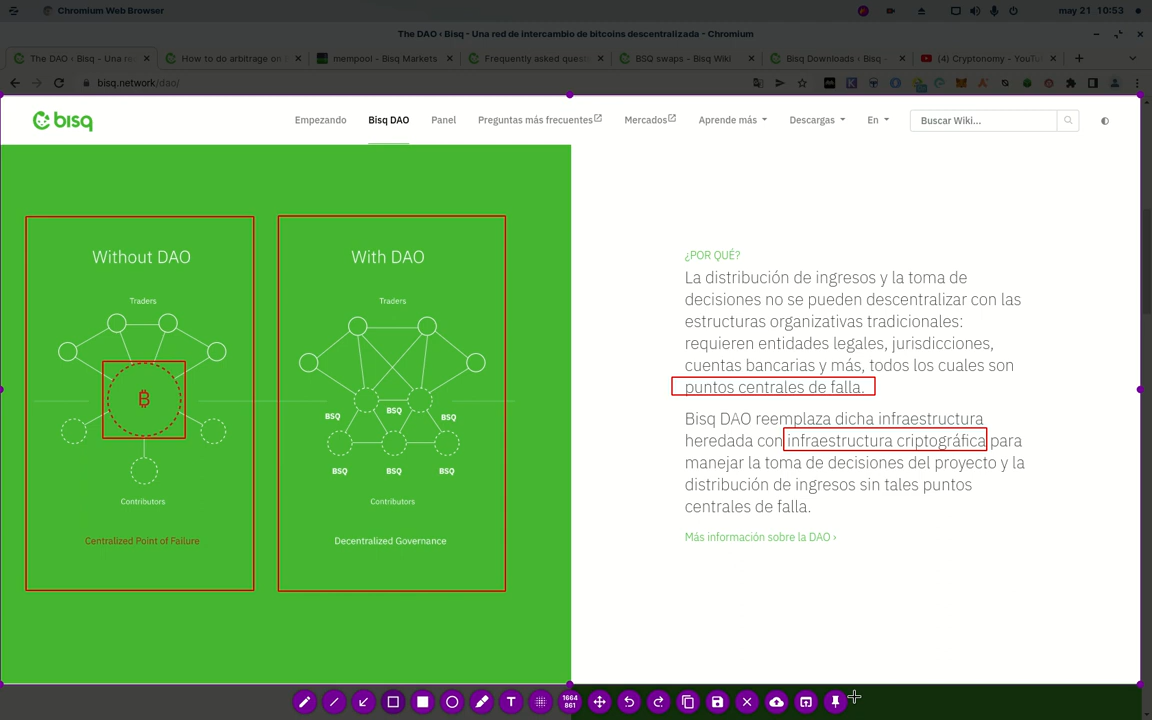 Chromium Web Browser
may 21 10:53
The DAO ‹ Bisq - Una red de intercambio de bitcoins descentralizada - Chromium
The DAO ‹ Bisq - Una re
How to do arbitrage on
mempool - Bisq Markets
Frequently asked quest
BSQ swaps - Bisq Wiki
Bisq Downloads ‹ Bisq -
(4) Cryptonomy - YouTu
bisq.network/dao/
bisq
Empezando
Bisq DAO
Panel
Preguntas más frecuentes
Mercados
Aprende más
Descargas
En
Buscar Wiki...
Without DAO
Traders
Contributors
Centralized Point of Failure
With DAO
Traders
BSQ
BSQ
BSQ
BSQ
BSQ
BSQ
Contributors
Decentralized Governance
¿POR QUÉ?
La distribución de ingresos y la toma de
decisiones no se pueden descentralizar con las
estructuras organizativas tradicionales:
requieren entidades legales, jurisdicciones,
cuentas bancarias y más, todos los cuales son
puntos centrales de falla.
Bisq DAO reemplaza dicha infraestructura
heredada con infraestructura criptográfica para
manejar la toma de decisiones del proyecto y la
distribución de ingresos sin tales puntos
centrales de falla.
Más información sobre la DAO ›
T
1664
861